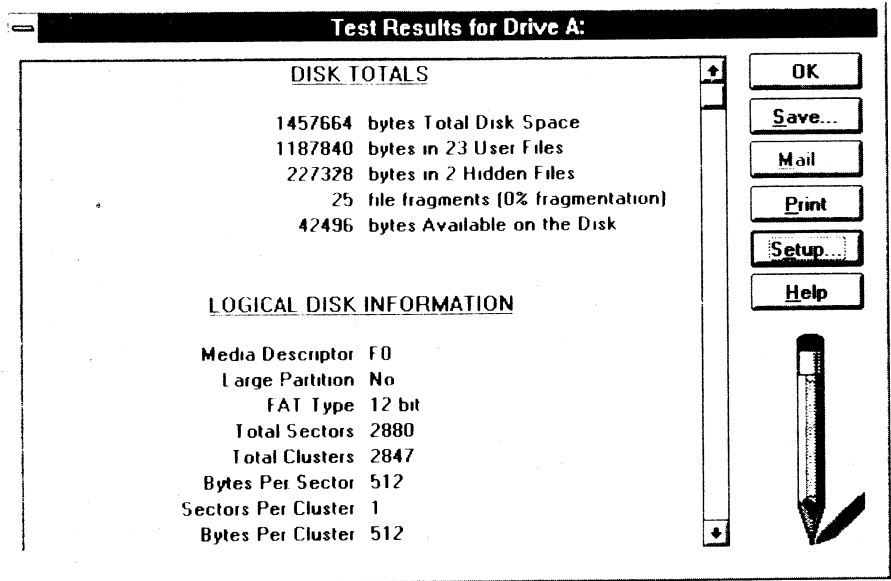 Test Results for Drive A:
DISK TOTALS
1457664 bytes Total Disk Space
1187840 bytes in 23 User Files
227328 bytes in 2 Hidden Files
25 file fragments (0% fragmentation)
42496 bytes Available on the Disk
LOGICAL DISK INFORMATION
Media Descriptor F0
Large Partition No
FAT Type 12 bit
Total Sectors 2880
Total Clusters 2847
Bytes Per Sector 512
Sectors Per Cluster 1
Bytes Per Cluster 512
OK
Save...
Mail
Print
Setup...
Help